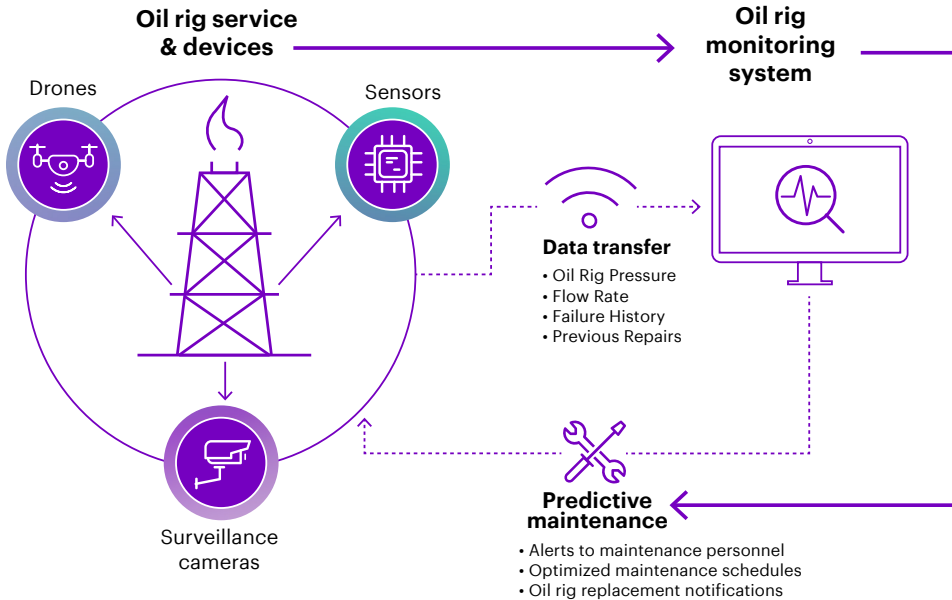 Oil rig service
& devices
Oil rig
monitoring
system
Drones
Sensors
Data transfer
• Oil Rig Pressure
• Flow Rate
• Failure History
• Previous Repairs
Surveillance
cameras
Predictive
maintenance
• Alerts to maintenance personnel
• Optimized maintenance schedules
• Oil rig replacement notifications